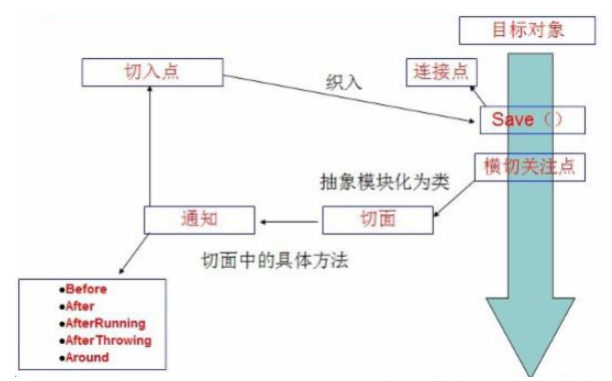 目标对象
切入点
织入
连接点
Save（）
横切关注点
抽象模块化为类
通知
切面
切面中的具体方法
●Before
●After
●AfterRunning
●AfterThrowing
●Around